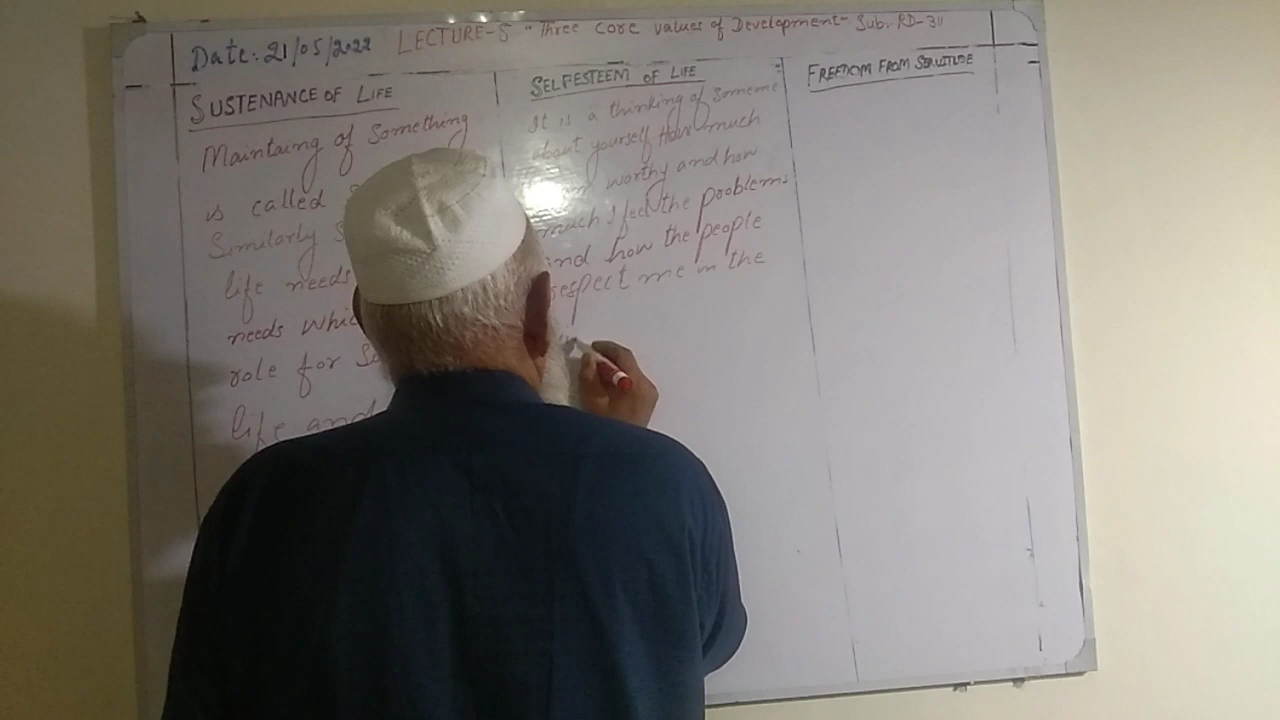 Date: 21/05/2022 LECTURE-5 "Three core values of Development" Sub. RD-311
SUSTENANCE OF LIFE
Maintaing of Something
is called
Similarly
life needs
needs
role for
life and
SELFESTEEM OF LIFE
It is a thinking of Someone
about yourself How much
worthy and how
much I feel the problems
and how the people
respect me in the
FREEDOM FROM SERVITUDE